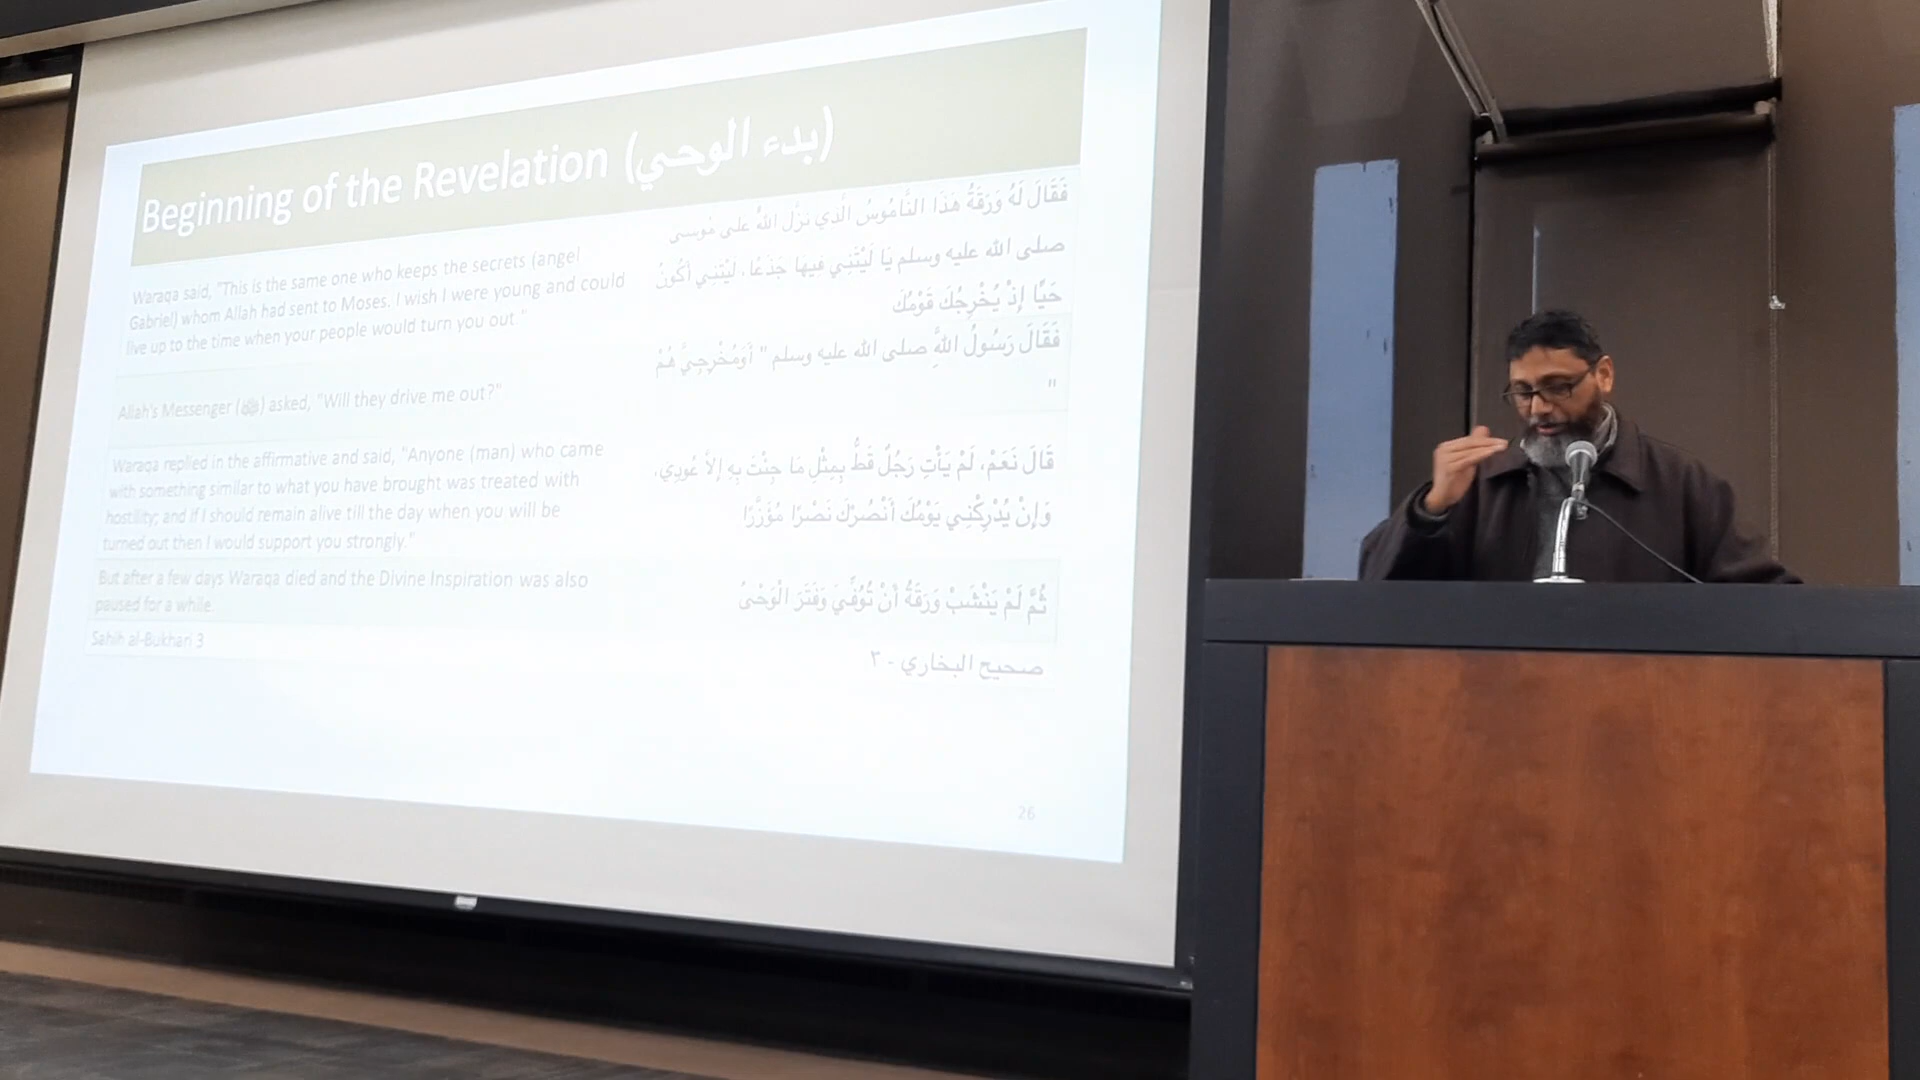 Beginning of the Revelation (بدء الوحي)
Waraqa said, "This is the same one who keeps the secrets (angel
Gabriel) whom Allah had sent to Moses. I wish I were young and could
live up to the time when your people would turn you out."
فَقَالَ لَهُ وَرَقَةُ هَذَا النَّامُوسُ الَّذِي نَزَّلَ اللَّهُ عَلَى مُوسَى
صلى الله عليه وسلم يَا لَيْتَنِي فِيهَا جَذَعًا، لَيْتَنِي أَكُونُ
حَيًّا إِذْ يُخْرِجُكَ قَوْمُكَ
Allah's Messenger (ﷺ) asked, "Will they drive me out?"
فَقَالَ رَسُولُ اللَّهِ صلى الله عليه وسلم " أَوَمُخْرِجِيَّ هُمْ
"
Waraqa replied in the affirmative and said, "Anyone (man) who came
with something similar to what you have brought was treated with
hostility; and if I should remain alive till the day when you will be
turned out then I would support you strongly."
قَالَ نَعَمْ، لَمْ يَأْتِ رَجُلٌ قَطُّ بِمِثْلِ مَا جِئْتَ بِهِ إِلاَّ عُودِيَ،
وَإِنْ يُدْرِكْنِي يَوْمُكَ أَنْصُرْكَ نَصْرًا مُؤَزَّرًا
But after a few days Waraqa died and the Divine Inspiration was also
paused for a while.
ثُمَّ لَمْ يَنْشَبْ وَرَقَةُ أَنْ تُوُفِّيَ وَفَتَرَ الْوَحْىُ
Sahih al-Bukhari 3
صحيح البخاري - ٣
26